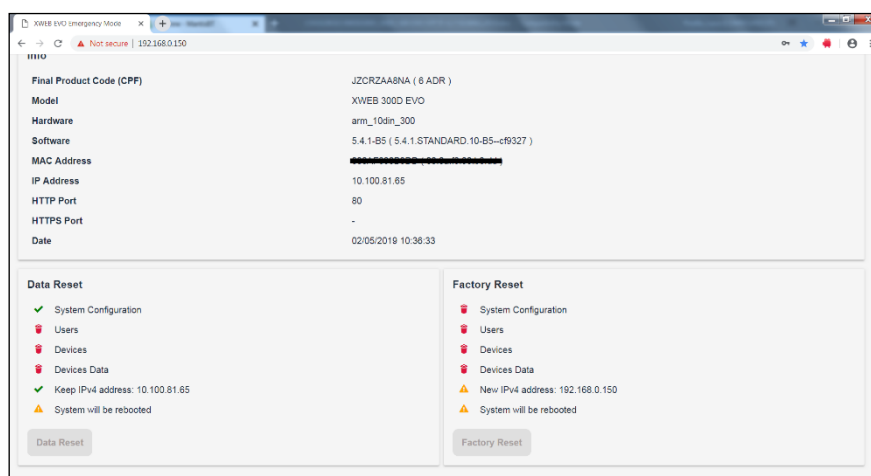 XWEB EVO Emergency Mode
Not secure | 192.168.0.150
Info
Final Product Code (CPF) JZCRZAA8NA ( 6 ADR )
Model XWEB 300D EVO
Hardware arm_10din_300
Software 5.4.1-B5 ( 5.4.1.STANDARD.10-B5--cf9327 )
MAC Address
IP Address 10.100.81.65
HTTP Port 80
HTTPS Port -
Date 02/05/2019 10:36:33
Data Reset
System Configuration
Users
Devices
Devices Data
Keep IPv4 address: 10.100.81.65
System will be rebooted
Data Reset
Factory Reset
System Configuration
Users
Devices
Devices Data
New IPv4 address: 192.168.0.150
System will be rebooted
Factory Reset